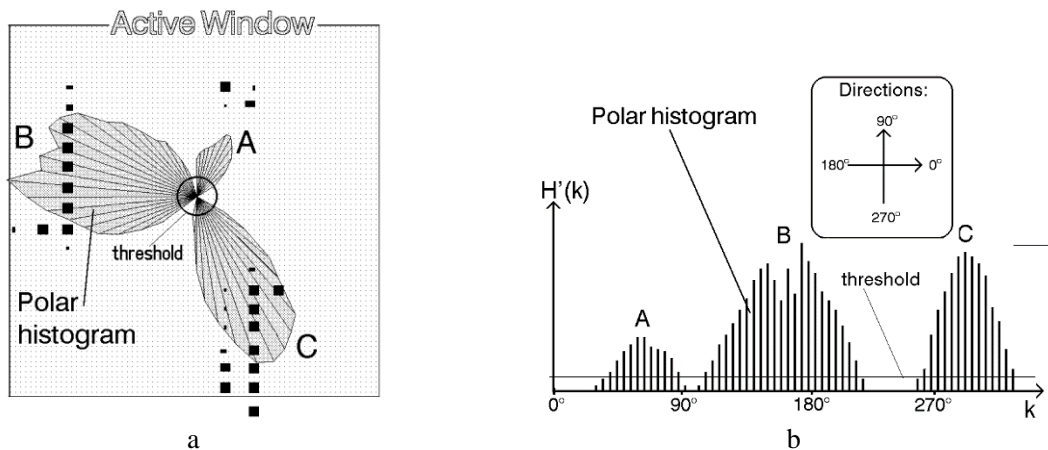 Active Window
B
A
threshold
Polar
histogram
C
a
Directions:
90°
180°
0°
270°
Polar histogram
H'(k)
B
C
threshold
A
0°
90°
180°
270°
k
b